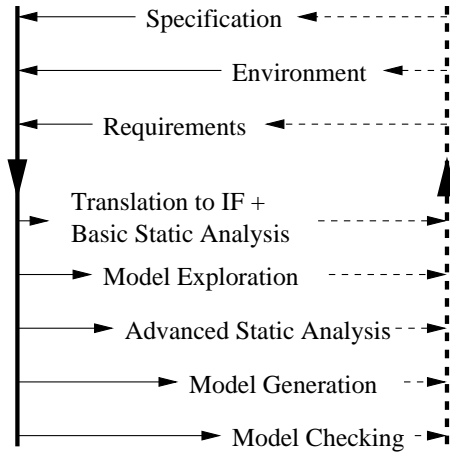 Specification
Environment
Requirements
Translation to IF +
Basic Static Analysis
Model Exploration
Advanced Static Analysis
Model Generation
Model Checking